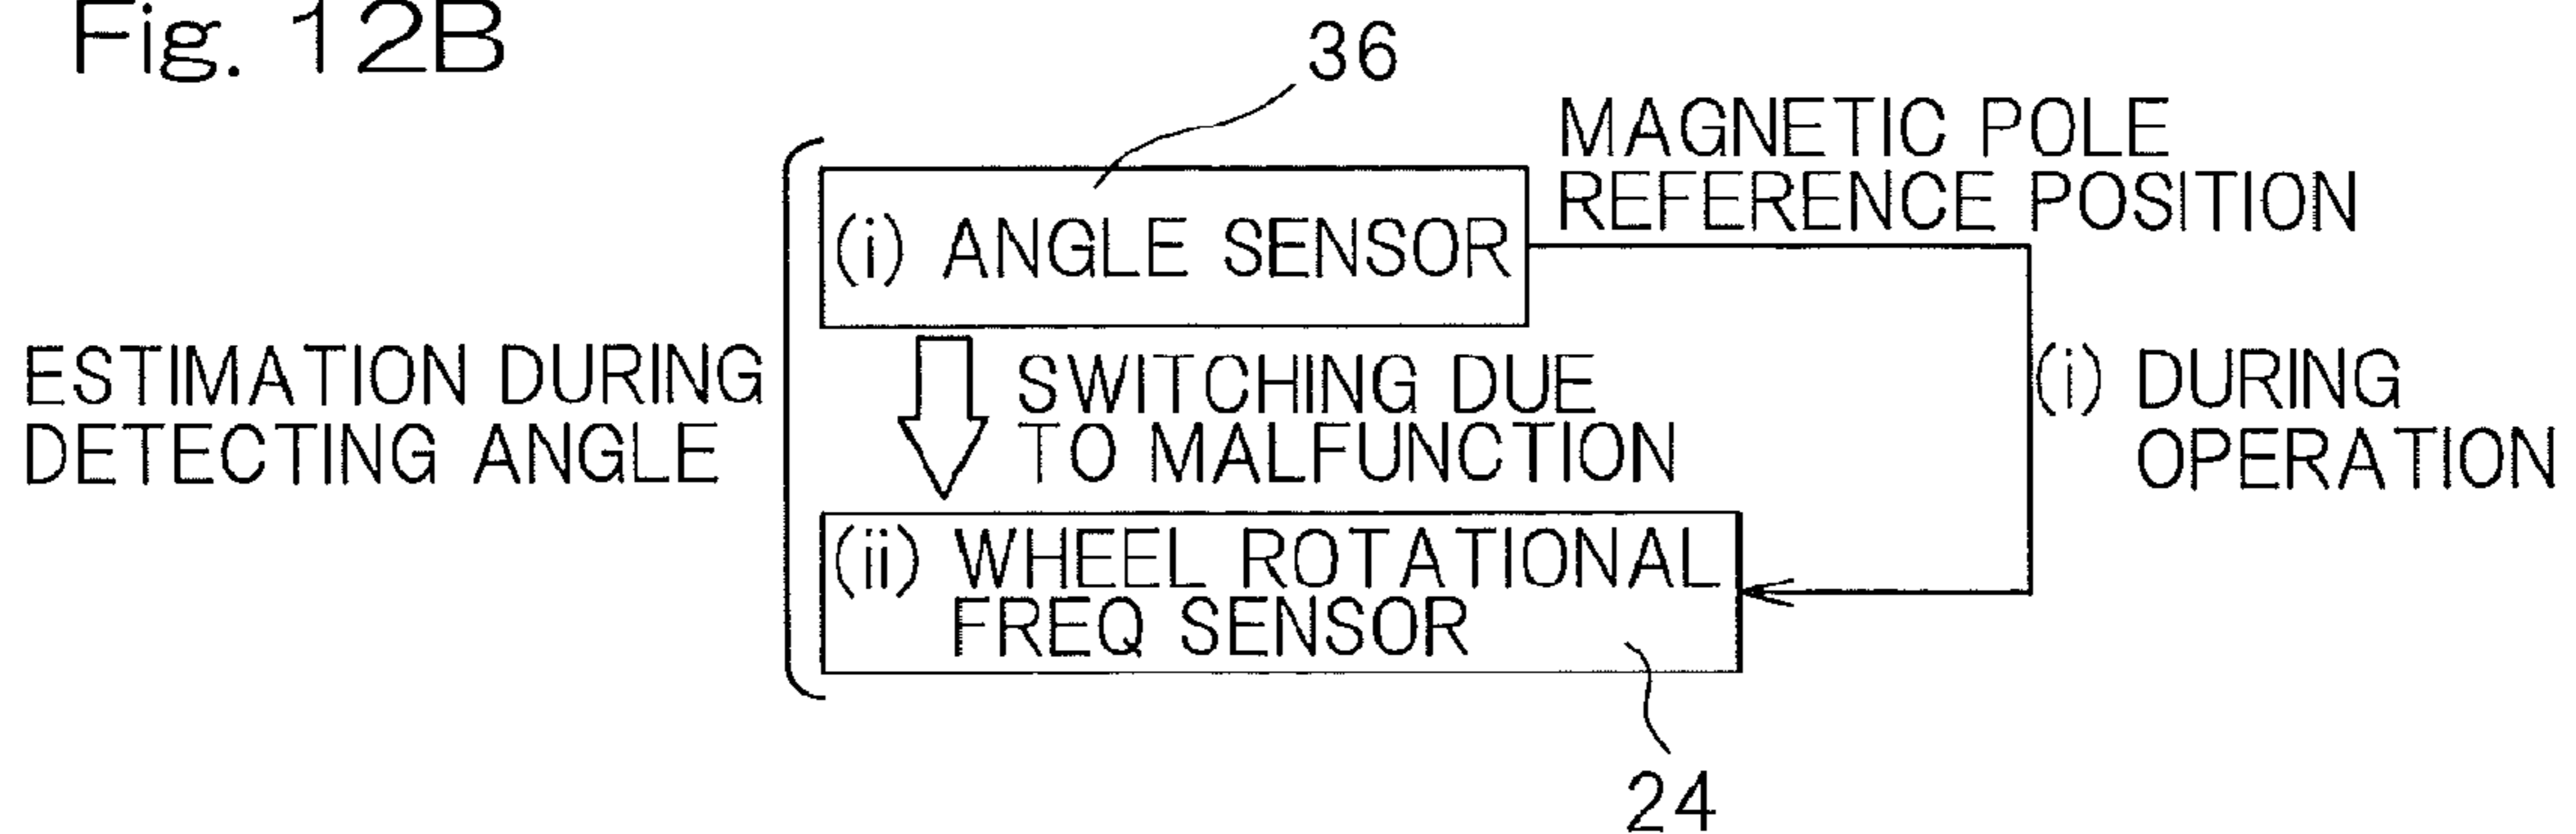 Fig. 12B
36
MAGNETIC POLE
REFERENCE POSITION
(i) ANGLE SENSOR
ESTIMATION DURING
DETECTING ANGLE
SWITCHING DUE
TO MALFUNCTION
(i) DURING
OPERATION
(ii) WHEEL ROTATIONAL
FREQ SENSOR
24